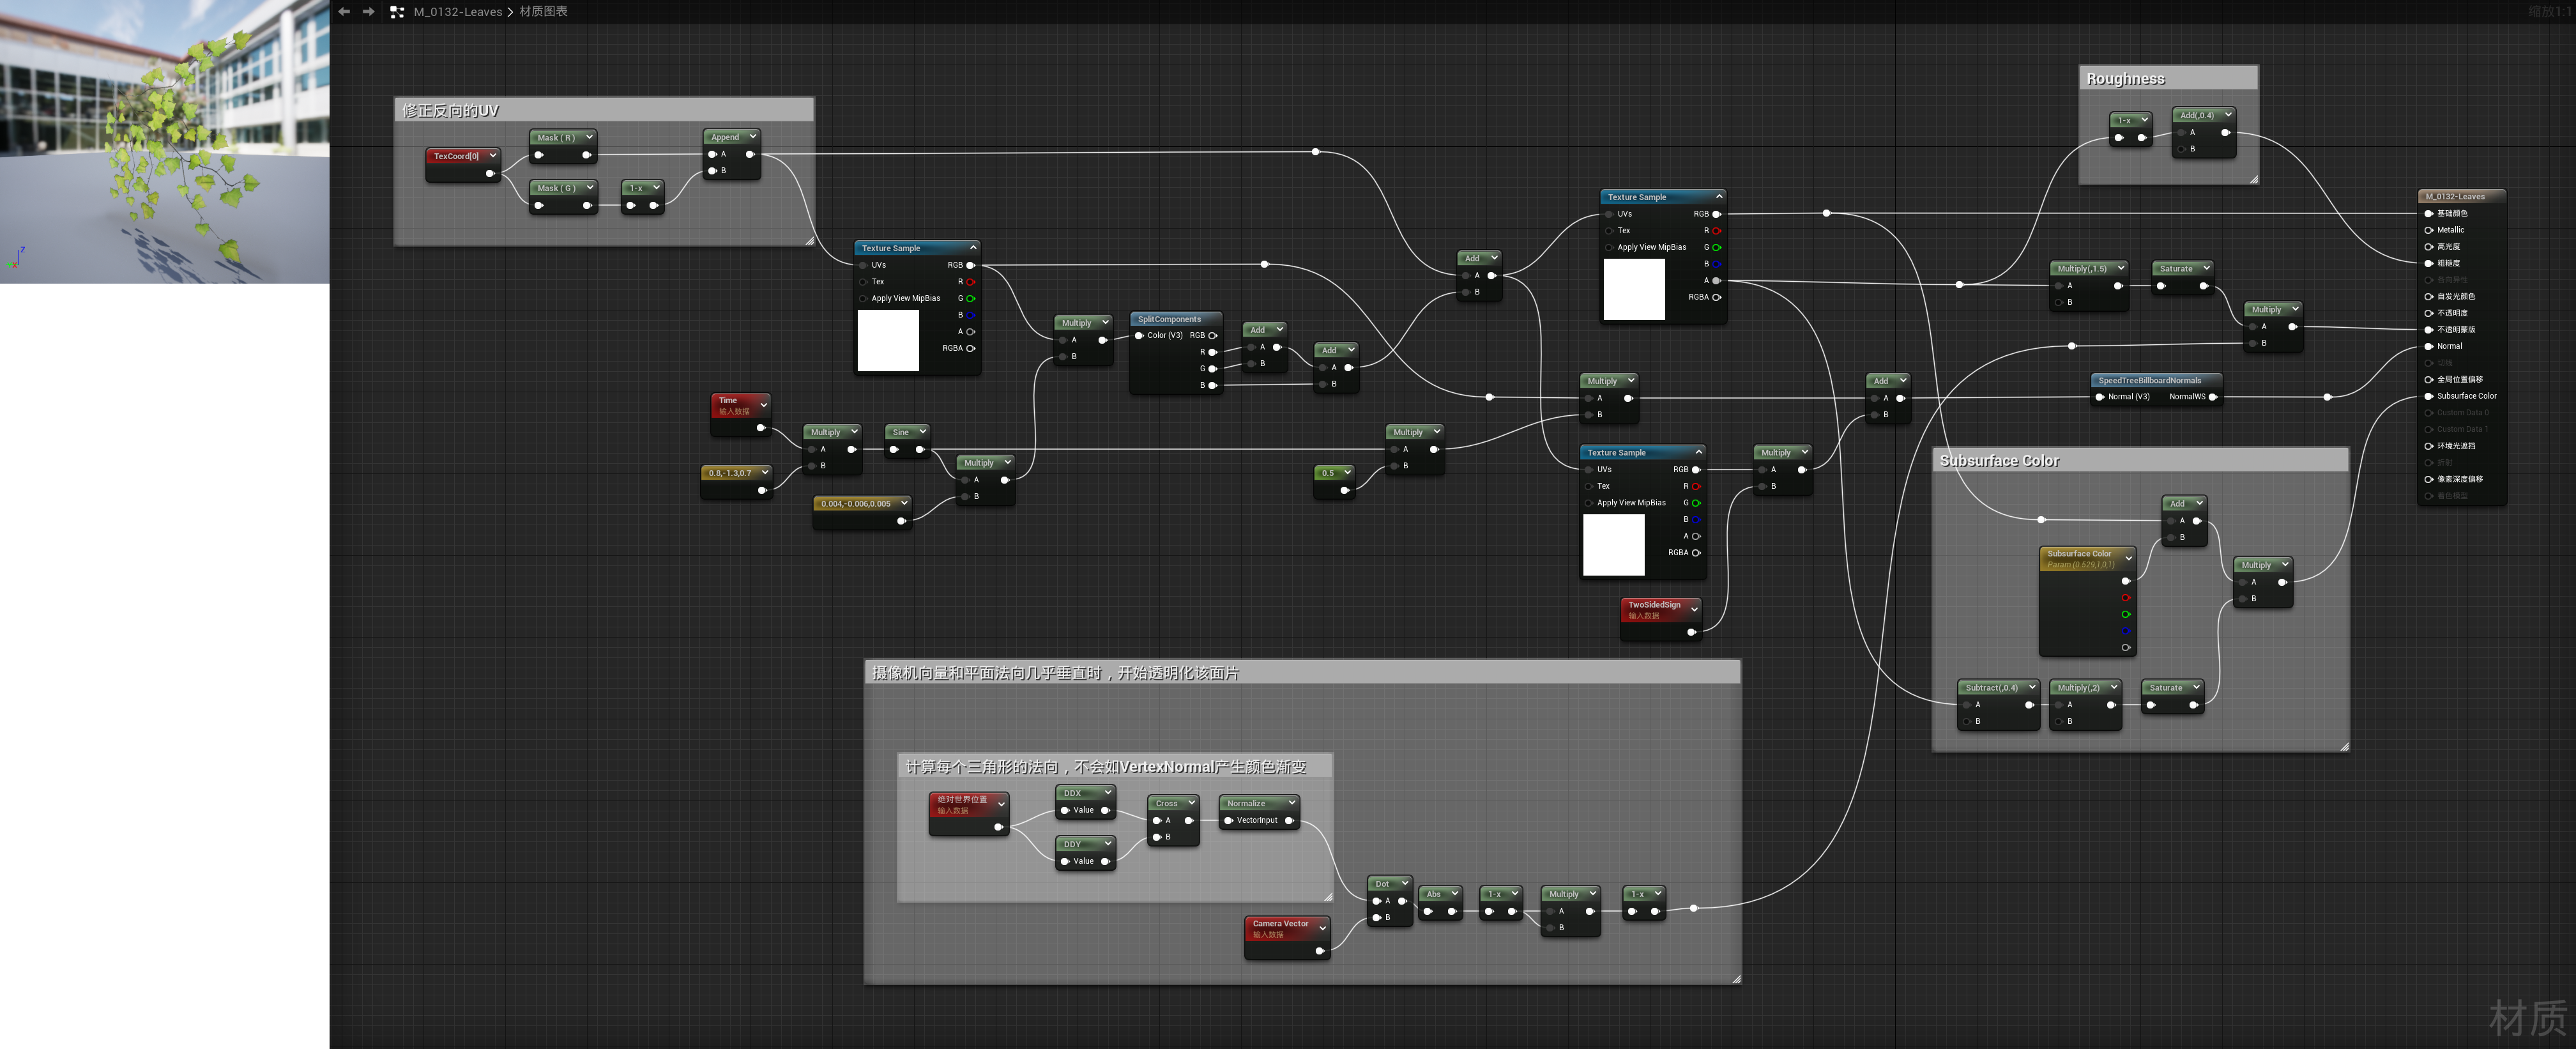 M_0132-Leaves > 材质图表
缩放1:1
修正反向的UV
TexCoord[0]
Mask ( R )
Mask ( G )
1-x
Append
A
B
Texture Sample
UVs RGB
Tex R
Apply View MipBias G
B
A
RGBA
Time
输入数据
0.8,-1.3,0.7
Multiply
A
B
Sine
0.004,-0.006,0.005
Multiply
A
B
Multiply
A
B
SplitComponents
Color (V3) RGB
R
G
B
Add
A
B
Add
A
B
Add
A
B
0.5
Multiply
A
B
Multiply
A
B
Texture Sample
UVs RGB
Tex R
Apply View MipBias G
B
A
RGBA
Texture Sample
UVs RGB
Tex R
Apply View MipBias G
B
A
RGBA
TwoSidedSign
输入数据
Multiply
A
B
Add
A
B
Roughness
1-x
Add(,0.4)
A
B
Multiply(,1.5)
A
B
Saturate
Multiply
A
B
SpeedTreeBillboardNormals
Normal (V3) NormalWS
Subsurface Color
Add
A
B
Subsurface Color
Param (0.529,1,0,1)
Multiply
A
B
Subtract(,0.4)
A
B
Multiply(,2)
A
B
Saturate
M_0132-Leaves
基础颜色
Metallic
高光度
粗糙度
各向异性
自发光颜色
不透明度
不透明蒙版
Normal
切线
全局位置偏移
Subsurface Color
Custom Data 0
Custom Data 1
环境光遮挡
折射
像素深度偏移
着色模型
摄像机向量和平面法向几乎垂直时，开始透明化该面片
计算每个三角形的法向，不会如VertexNormal产生颜色渐变
绝对世界位置
输入数据
DDX
Value
DDY
Value
Cross
A
B
Normalize
VectorInput
Camera Vector
输入数据
Dot
A
B
Abs
1-x
Multiply
A
B
1-x
Z
材质